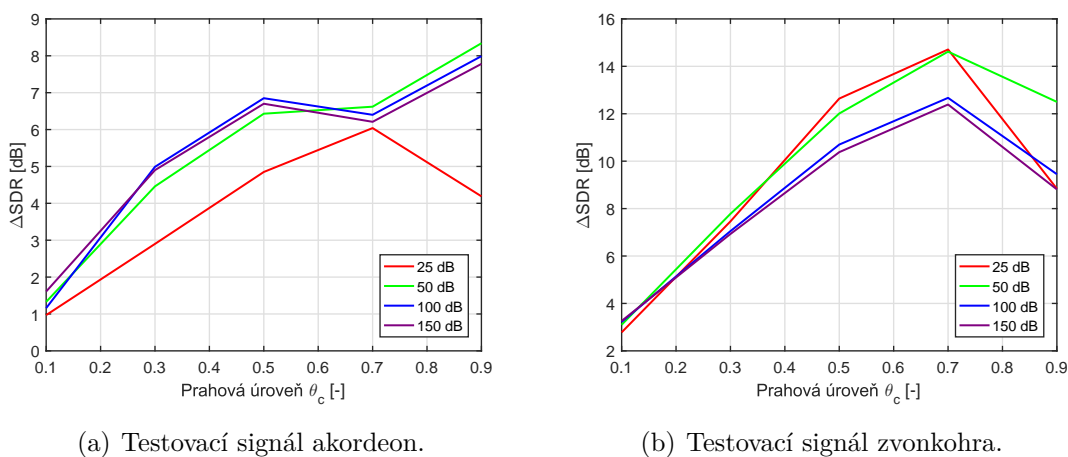 9
8
7
6
5
4
3
2
1
0
ΔSDR [dB]
25 dB
50 dB
100 dB
150 dB
0.1 0.2 0.3 0.4 0.5 0.6 0.7 0.8 0.9
Prahová úroveň θc [-]
(a) Testovací signál akordeon.
16
14
12
10
8
6
4
2
ΔSDR [dB]
25 dB
50 dB
100 dB
150 dB
0.1 0.2 0.3 0.4 0.5 0.6 0.7 0.8 0.9
Prahová úroveň θc [-]
(b) Testovací signál zvonkohra.